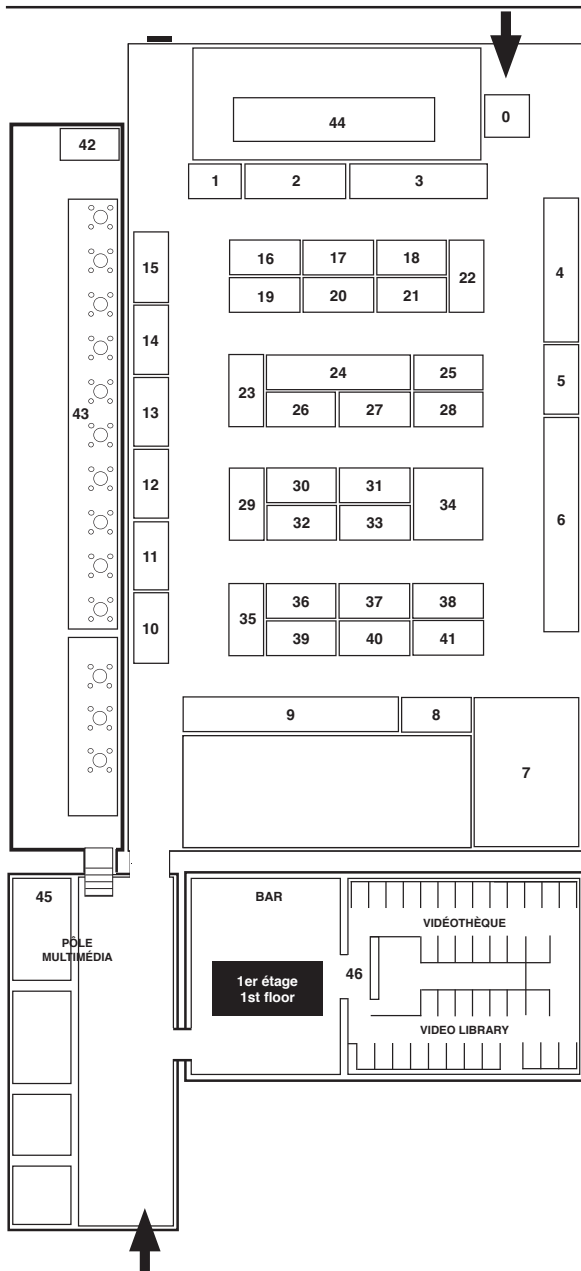 0
44
42
1 2 3
16 17 18
15 22 4
19 20 21
14
24 25 5
43 13 23
26 27 28
30 31
12 29 34
32 33 6
11
36 37 38
10 35
39 40 41
9 8
7
45
BAR
VIDÉOTHÈQUE
PÔLE
MULTIMÉDIA
46
1er étage
1st floor
VIDEO LIBRARY